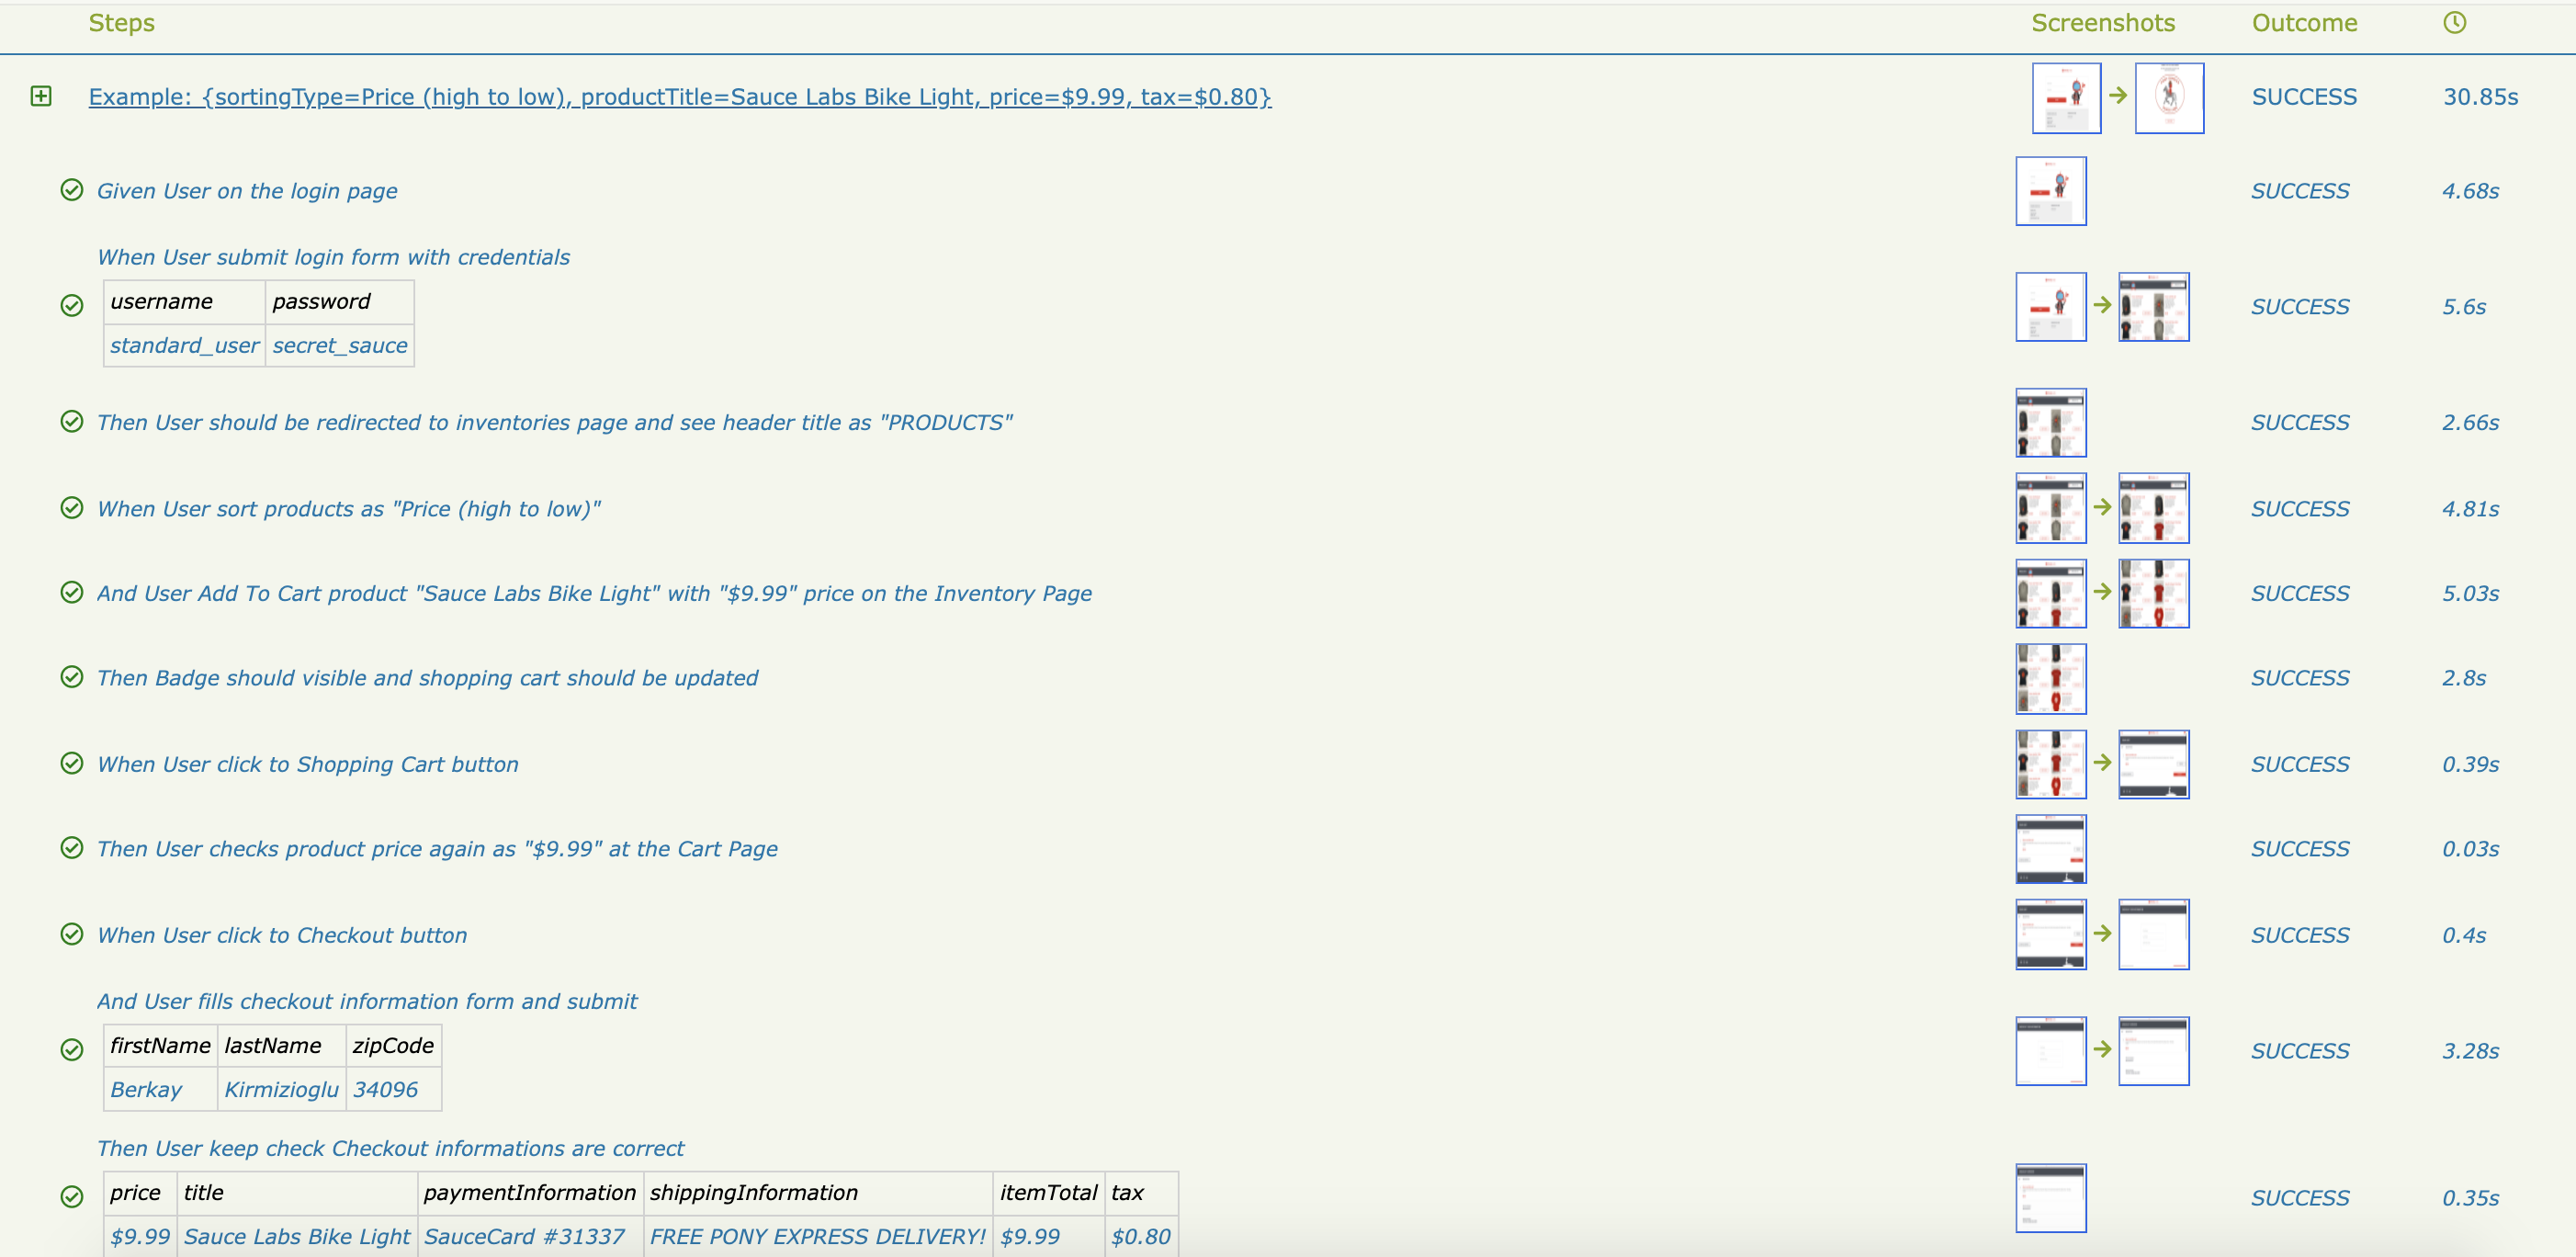 Steps Screenshots Outcome
Example: {sortingType=Price (high to low), productTitle=Sauce Labs Bike Light, price=$9.99, tax=$0.80} SUCCESS 30.85s
Given User on the login page SUCCESS 4.68s
When User submit login form with credentials
username password
SUCCESS 5.6s
standard_user secret_sauce
Then User should be redirected to inventories page and see header title as "PRODUCTS" SUCCESS 2.66s
When User sort products as "Price (high to low)" SUCCESS 4.81s
And User Add To Cart product "Sauce Labs Bike Light" with "$9.99" price on the Inventory Page SUCCESS 5.03s
Then Badge should visible and shopping cart should be updated SUCCESS 2.8s
When User click to Shopping Cart button SUCCESS 0.39s
Then User checks product price again as "$9.99" at the Cart Page SUCCESS 0.03s
When User click to Checkout button SUCCESS 0.4s
And User fills checkout information form and submit
firstName lastName zipCode
SUCCESS 3.28s
Berkay Kirmizioglu 34096
Then User keep check Checkout informations are correct
price title paymentInformation shippingInformation itemTotal tax
SUCCESS 0.35s
$9.99 Sauce Labs Bike Light SauceCard #31337 FREE PONY EXPRESS DELIVERY! $9.99 $0.80